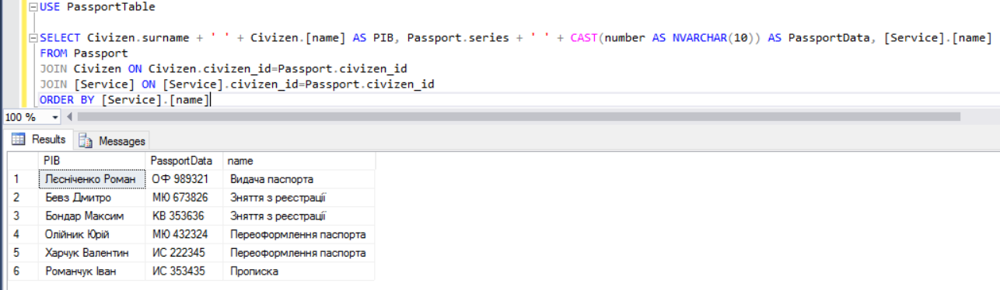 USE PassportTable
SELECT Civizen.surname + ' ' + Civizen.[name] AS PIB, Passport.series + ' ' + CAST(number AS NVARCHAR(10)) AS PassportData, [Service].[name]
FROM Passport
JOIN Civizen ON Civizen.civizen_id=Passport.civizen_id
JOIN [Service] ON [Service].civizen_id=Passport.civizen_id
ORDER BY [Service].[name]
100 %
Results Messages
PIB PassportData name
1 Лєсніченко Роман ОФ 989321 Видача паспорта
2 Бевз Дмитро МЮ 673826 Зняття з реєстрації
3 Бондар Максим КВ 353636 Зняття з реєстрації
4 Олійник Юрій МЮ 432324 Переоформлення паспорта
5 Харчук Валентин ИС 222345 Переоформлення паспорта
6 Романчук Іван ИС 353435 Прописка